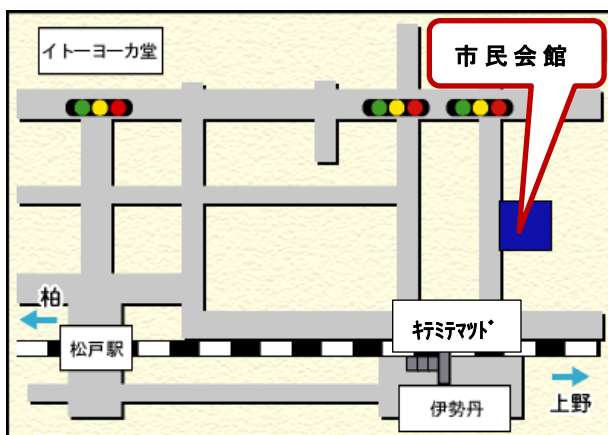 イトーヨーカ堂
市民会館
柏
松戸駅
ｷﾃﾐﾃﾏﾂﾄﾞ
伊勢丹
上野